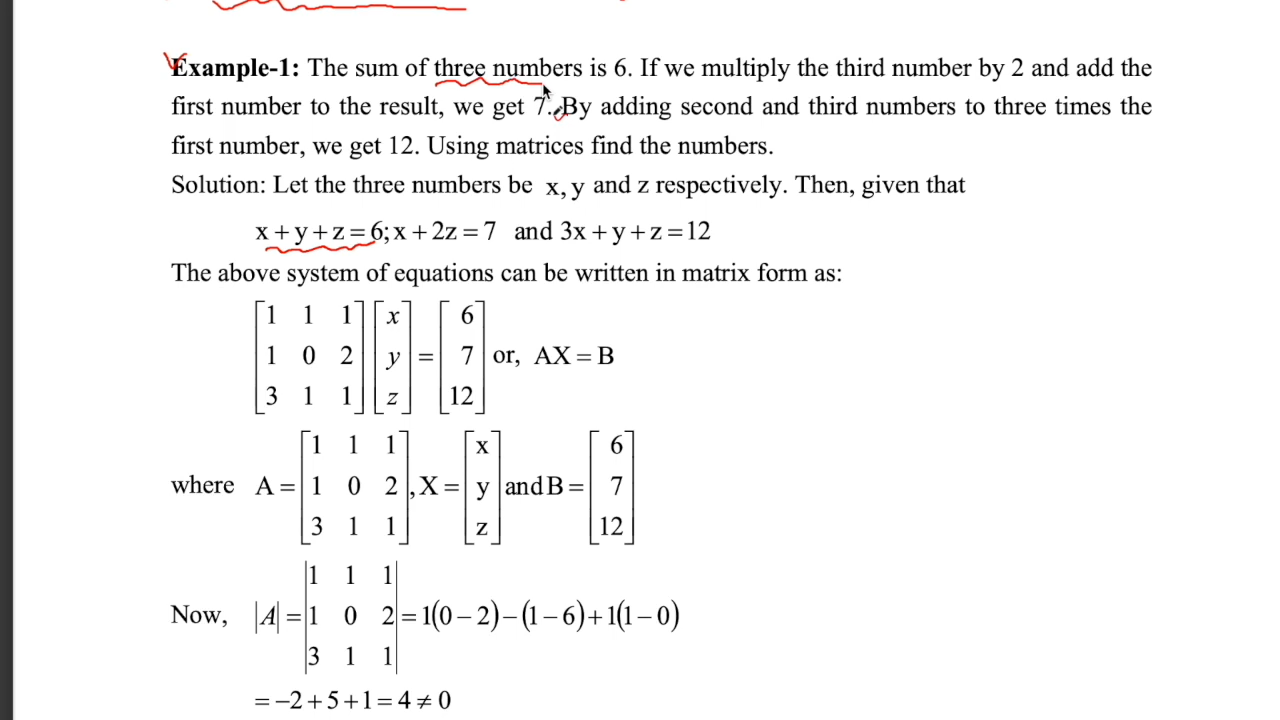 Example-1: The sum of three numbers is 6. If we multiply the third number by 2 and add the
first number to the result, we get 7. By adding second and third numbers to three times the
first number, we get 12. Using matrices find the numbers.
Solution: Let the three numbers be x, y and z respectively. Then, given that
x + y + z = 6; x + 2z = 7 and 3x + y + z = 12
The above system of equations can be written in matrix form as:
[1 1 1] [x] [6]
[1 0 2] [y] = [7] or, AX = B
[3 1 1] [z] [12]
[1 1 1] [x] [6]
where A = [1 0 2], X = [y] and B = [7]
[3 1 1] [z] [12]
|1 1 1|
Now, |A| = |1 0 2| = 1(0 − 2) − (1 − 6) + 1(1 − 0)
|3 1 1|
= −2 + 5 + 1 = 4 ≠ 0